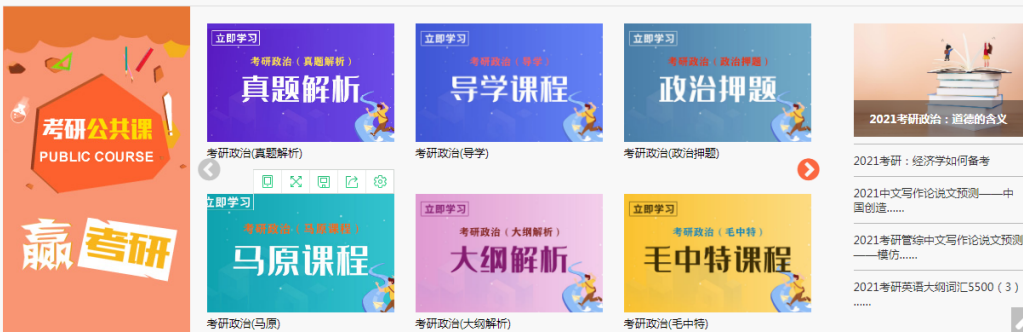 考研公共课
PUBLIC COURSE
赢考研
立即学习
考研政治（真题解析）
真题解析
考研政治(真题解析)
立即学习
考研政治（导学）
导学课程
考研政治(导学)
立即学习
考研政治（政治押题）
政治押题
考研政治(政治押题)
立即学习
马原课程
考研政治(马原)
立即学习
考研政治（大纲解析）
大纲解析
考研政治(大纲解析)
立即学习
考研政治（毛中特）
毛中特课程
考研政治(毛中特)
2021考研政治：道德的含义
2021考研：经济学如何备考
2021中文写作论说文预测——中
国创造……
2021考研管综中文写作论说文预测
——模仿……
2021考研英语大纲词汇5500（3）
……